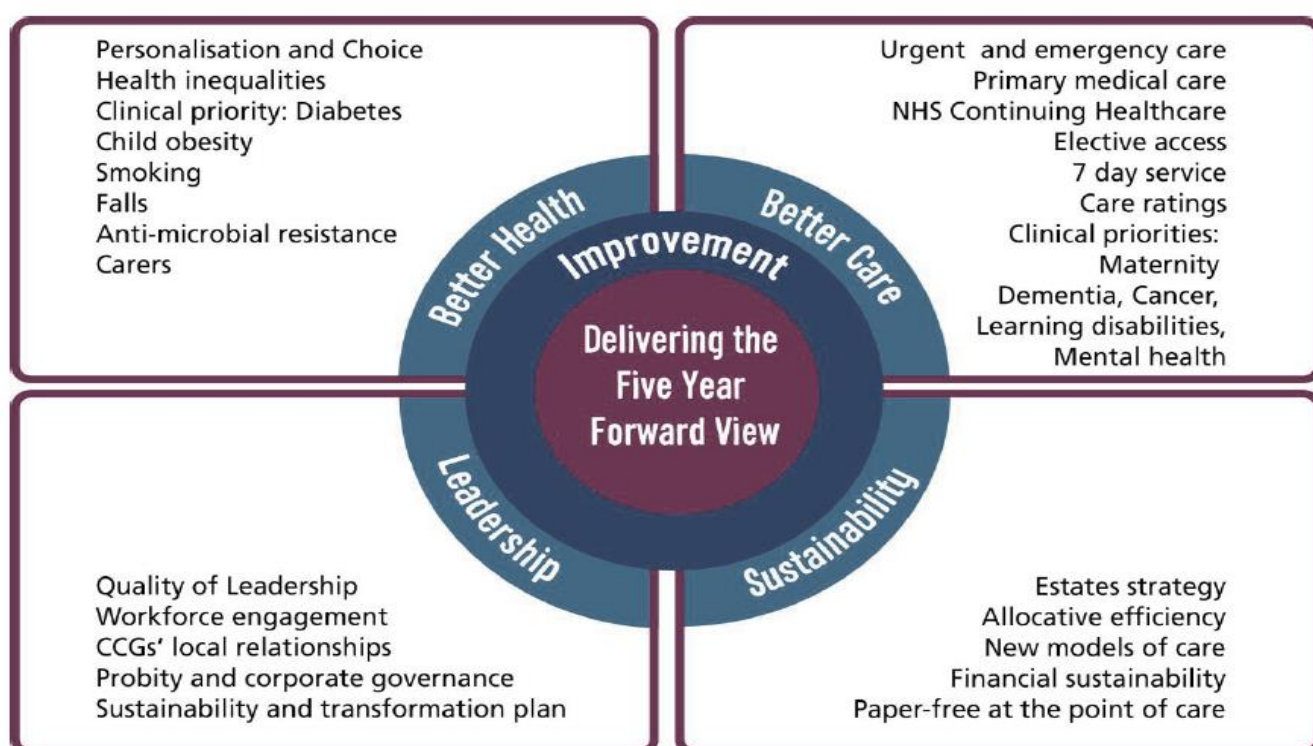 Personalisation and Choice
Health inequalities
Clinical priority: Diabetes
Child obesity
Smoking
Falls
Anti-microbial resistance
Carers
Urgent and emergency care
Primary medical care
NHS Continuing Healthcare
Elective access
7 day service
Care ratings
Clinical priorities:
Maternity
Dementia, Cancer,
Learning disabilities,
Mental health
Better Health
Better Care
Improvement
Delivering the
Five Year
Forward View
Leadership
Sustainability
Quality of Leadership
Workforce engagement
CCGs' local relationships
Probity and corporate governance
Sustainability and transformation plan
Estates strategy
Allocative efficiency
New models of care
Financial sustainability
Paper-free at the point of care